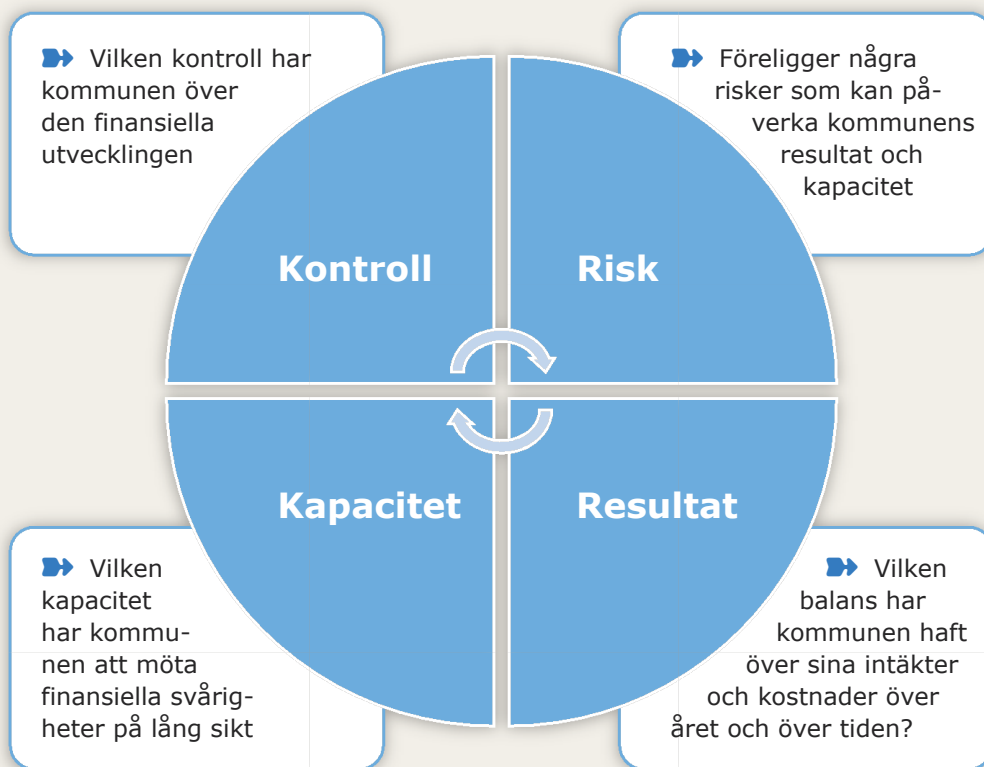 Vilken kontroll har
kommunen över
den finansiella
utvecklingen
Föreligger några
risker som kan på-
verka kommunens
resultat och
kapacitet
Kontroll
Risk
Kapacitet
Resultat
Vilken
kapacitet
har kommu-
nen att möta
finansiella svårig-
heter på lång sikt
Vilken
balans har
kommunen haft
över sina intäkter
och kostnader över
året och över tiden?